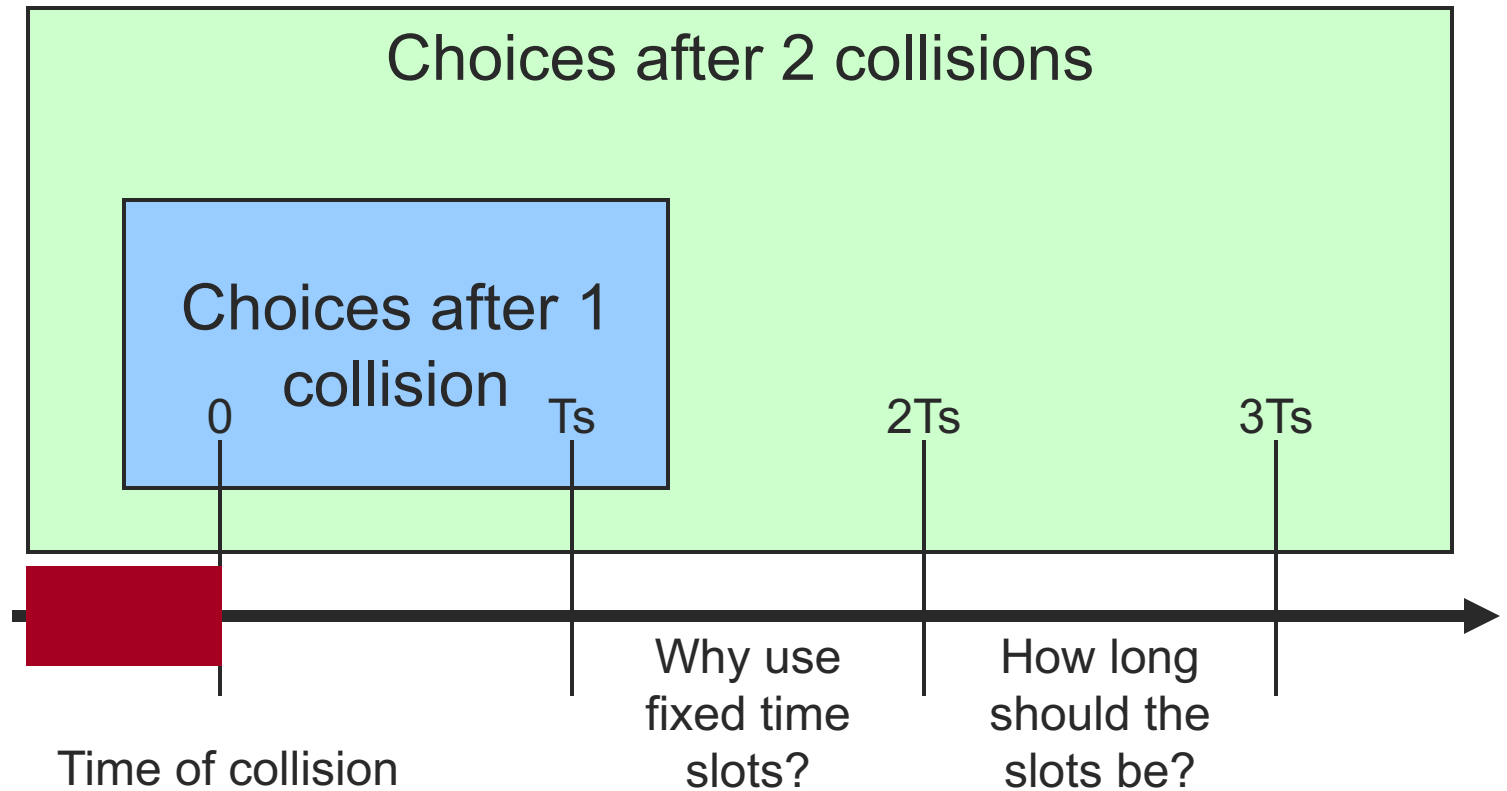 Choices after 2 collisions
Choices after 1
collision
0
Ts
2Ts
3Ts
Why use
fixed time
slots?
How long
should the
slots be?
Time of collision